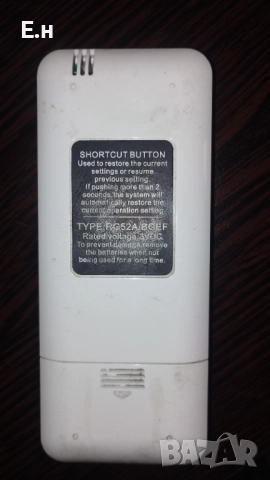 Е.н
SHORTCUT BUTTON
Used to restore the current
settings or resume
previous setting.
If pushing more than 2
seconds, the system will
automatically restore the
current operation setting
TYPE:RG52A/BGEF
Rated voltage:3VDC
To prevent damage, remove
the batteries when not
being used for a long time.
BAZAR